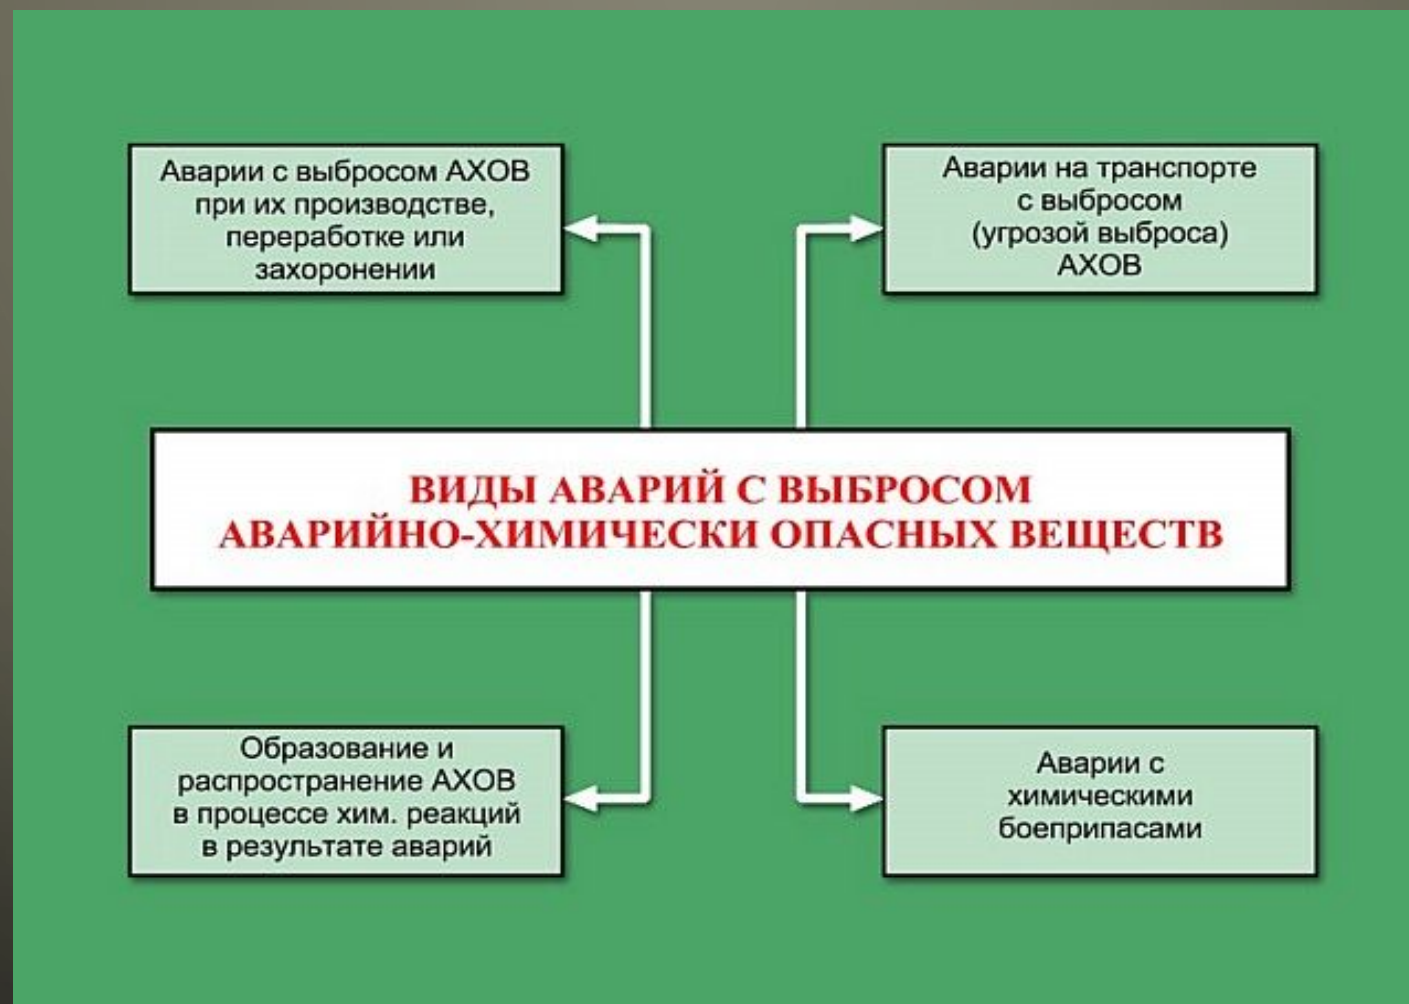 Аварии с выбросом АХОВ
при их производстве,
переработке или
захоронении
Аварии на транспорте
с выбросом
(угрозой выброса)
АХОВ
ВИДЫ АВАРИЙ С ВЫБРОСОМ
АВАРИЙНО-ХИМИЧЕСКИ ОПАСНЫХ ВЕЩЕСТВ
Образование и
распространение АХОВ
в процессе хим. реакций
в результате аварий
Аварии с
химическими
боеприпасами